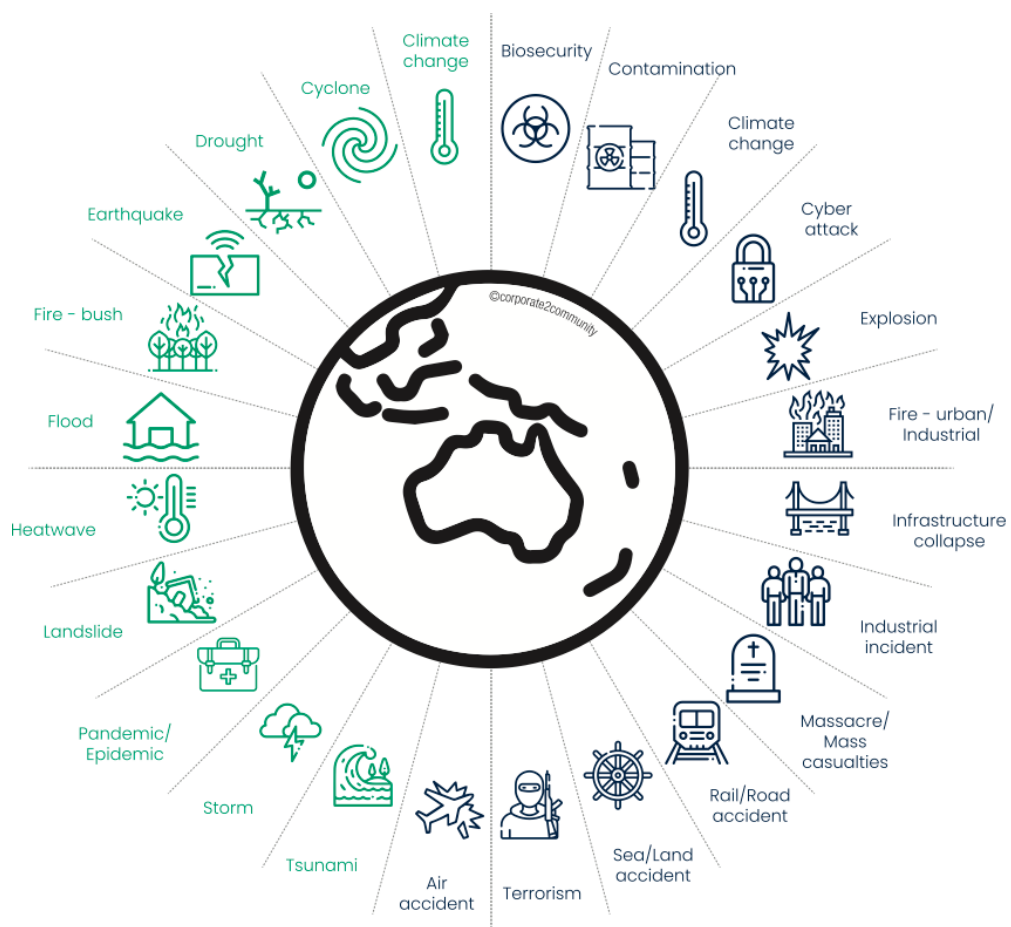 Climate
change
Biosecurity
Contamination
Climate
change
Cyber
attack
Explosion
Fire - urban/
Industrial
Infrastructure
collapse
Industrial
incident
Massacre/
Mass
casualties
Rail/Road
accident
Sea/Land
accident
Terrorism
Air
accident
Tsunami
Storm
Pandemic/
Epidemic
Landslide
Heatwave
Flood
Fire - bush
Earthquake
Drought
Cyclone
©corporate2community